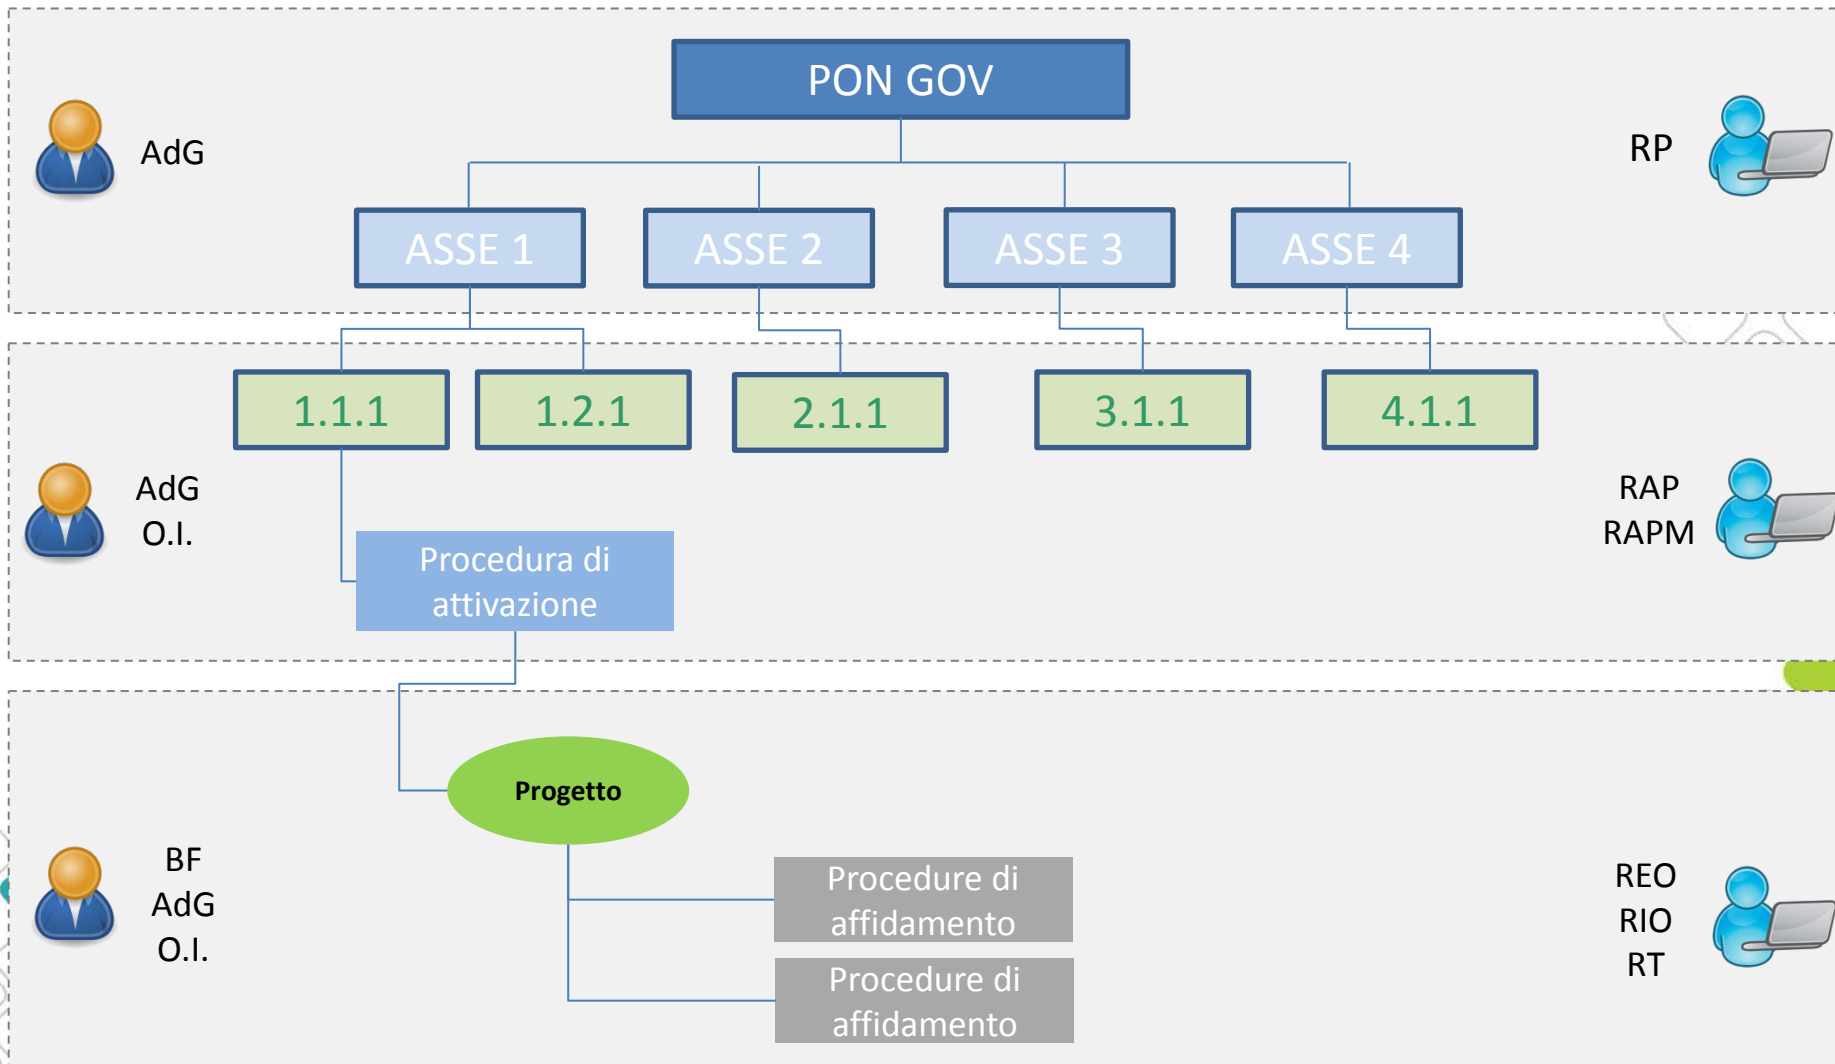 PON GOV
AdG
RP
ASSE 1
ASSE 2
ASSE 3
ASSE 4
1.1.1
1.2.1
2.1.1
3.1.1
4.1.1
AdG
O.I.
RAP
RAPM
Procedura di
attivazione
Progetto
BF
AdG
O.I.
REO
RIO
RT
Procedure di
affidamento
Procedure di
affidamento